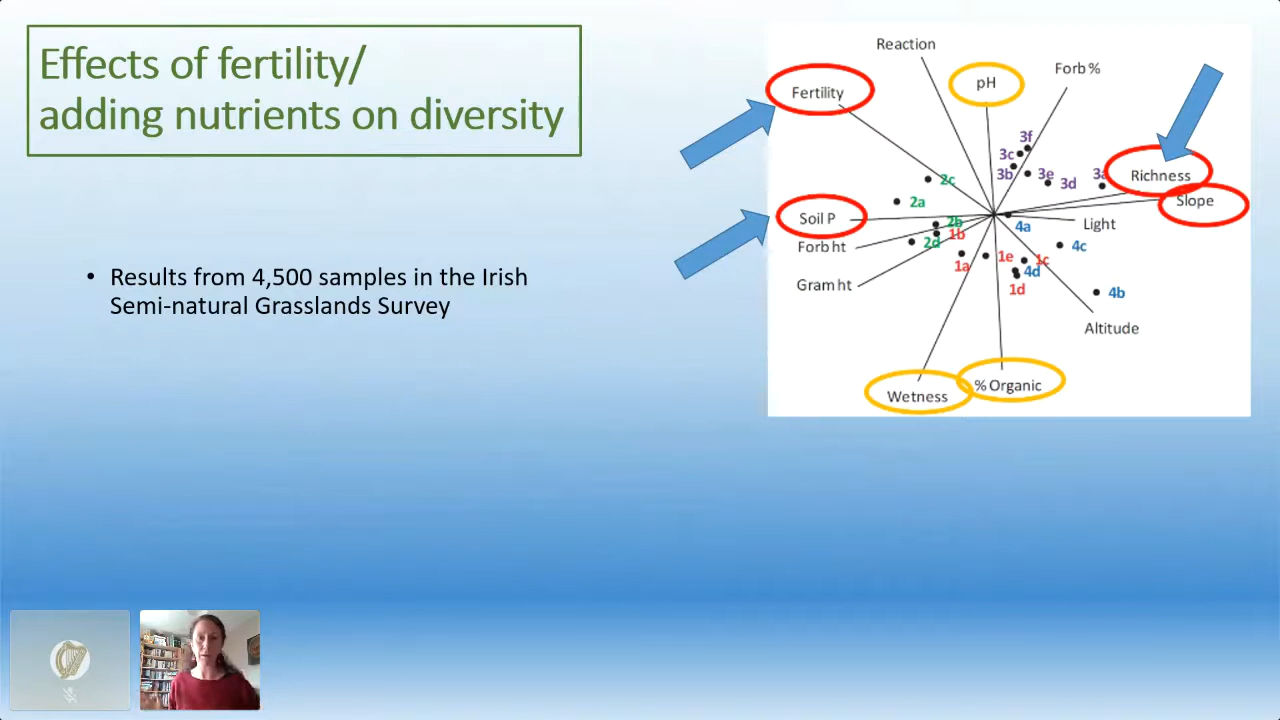 Effects of fertility/
adding nutrients on diversity
• Results from 4,500 samples in the Irish
Semi-natural Grasslands Survey
Reaction
Forb %
pH
Fertility
3f
3c
3b
3e
3d
3a
Richness
Slope
2c
2a
Soil P
2b
1b
2d
4a
Light
Forb ht
4c
1a
1e
1c
4d
Gram ht
1d
4b
Altitude
% Organic
Wetness